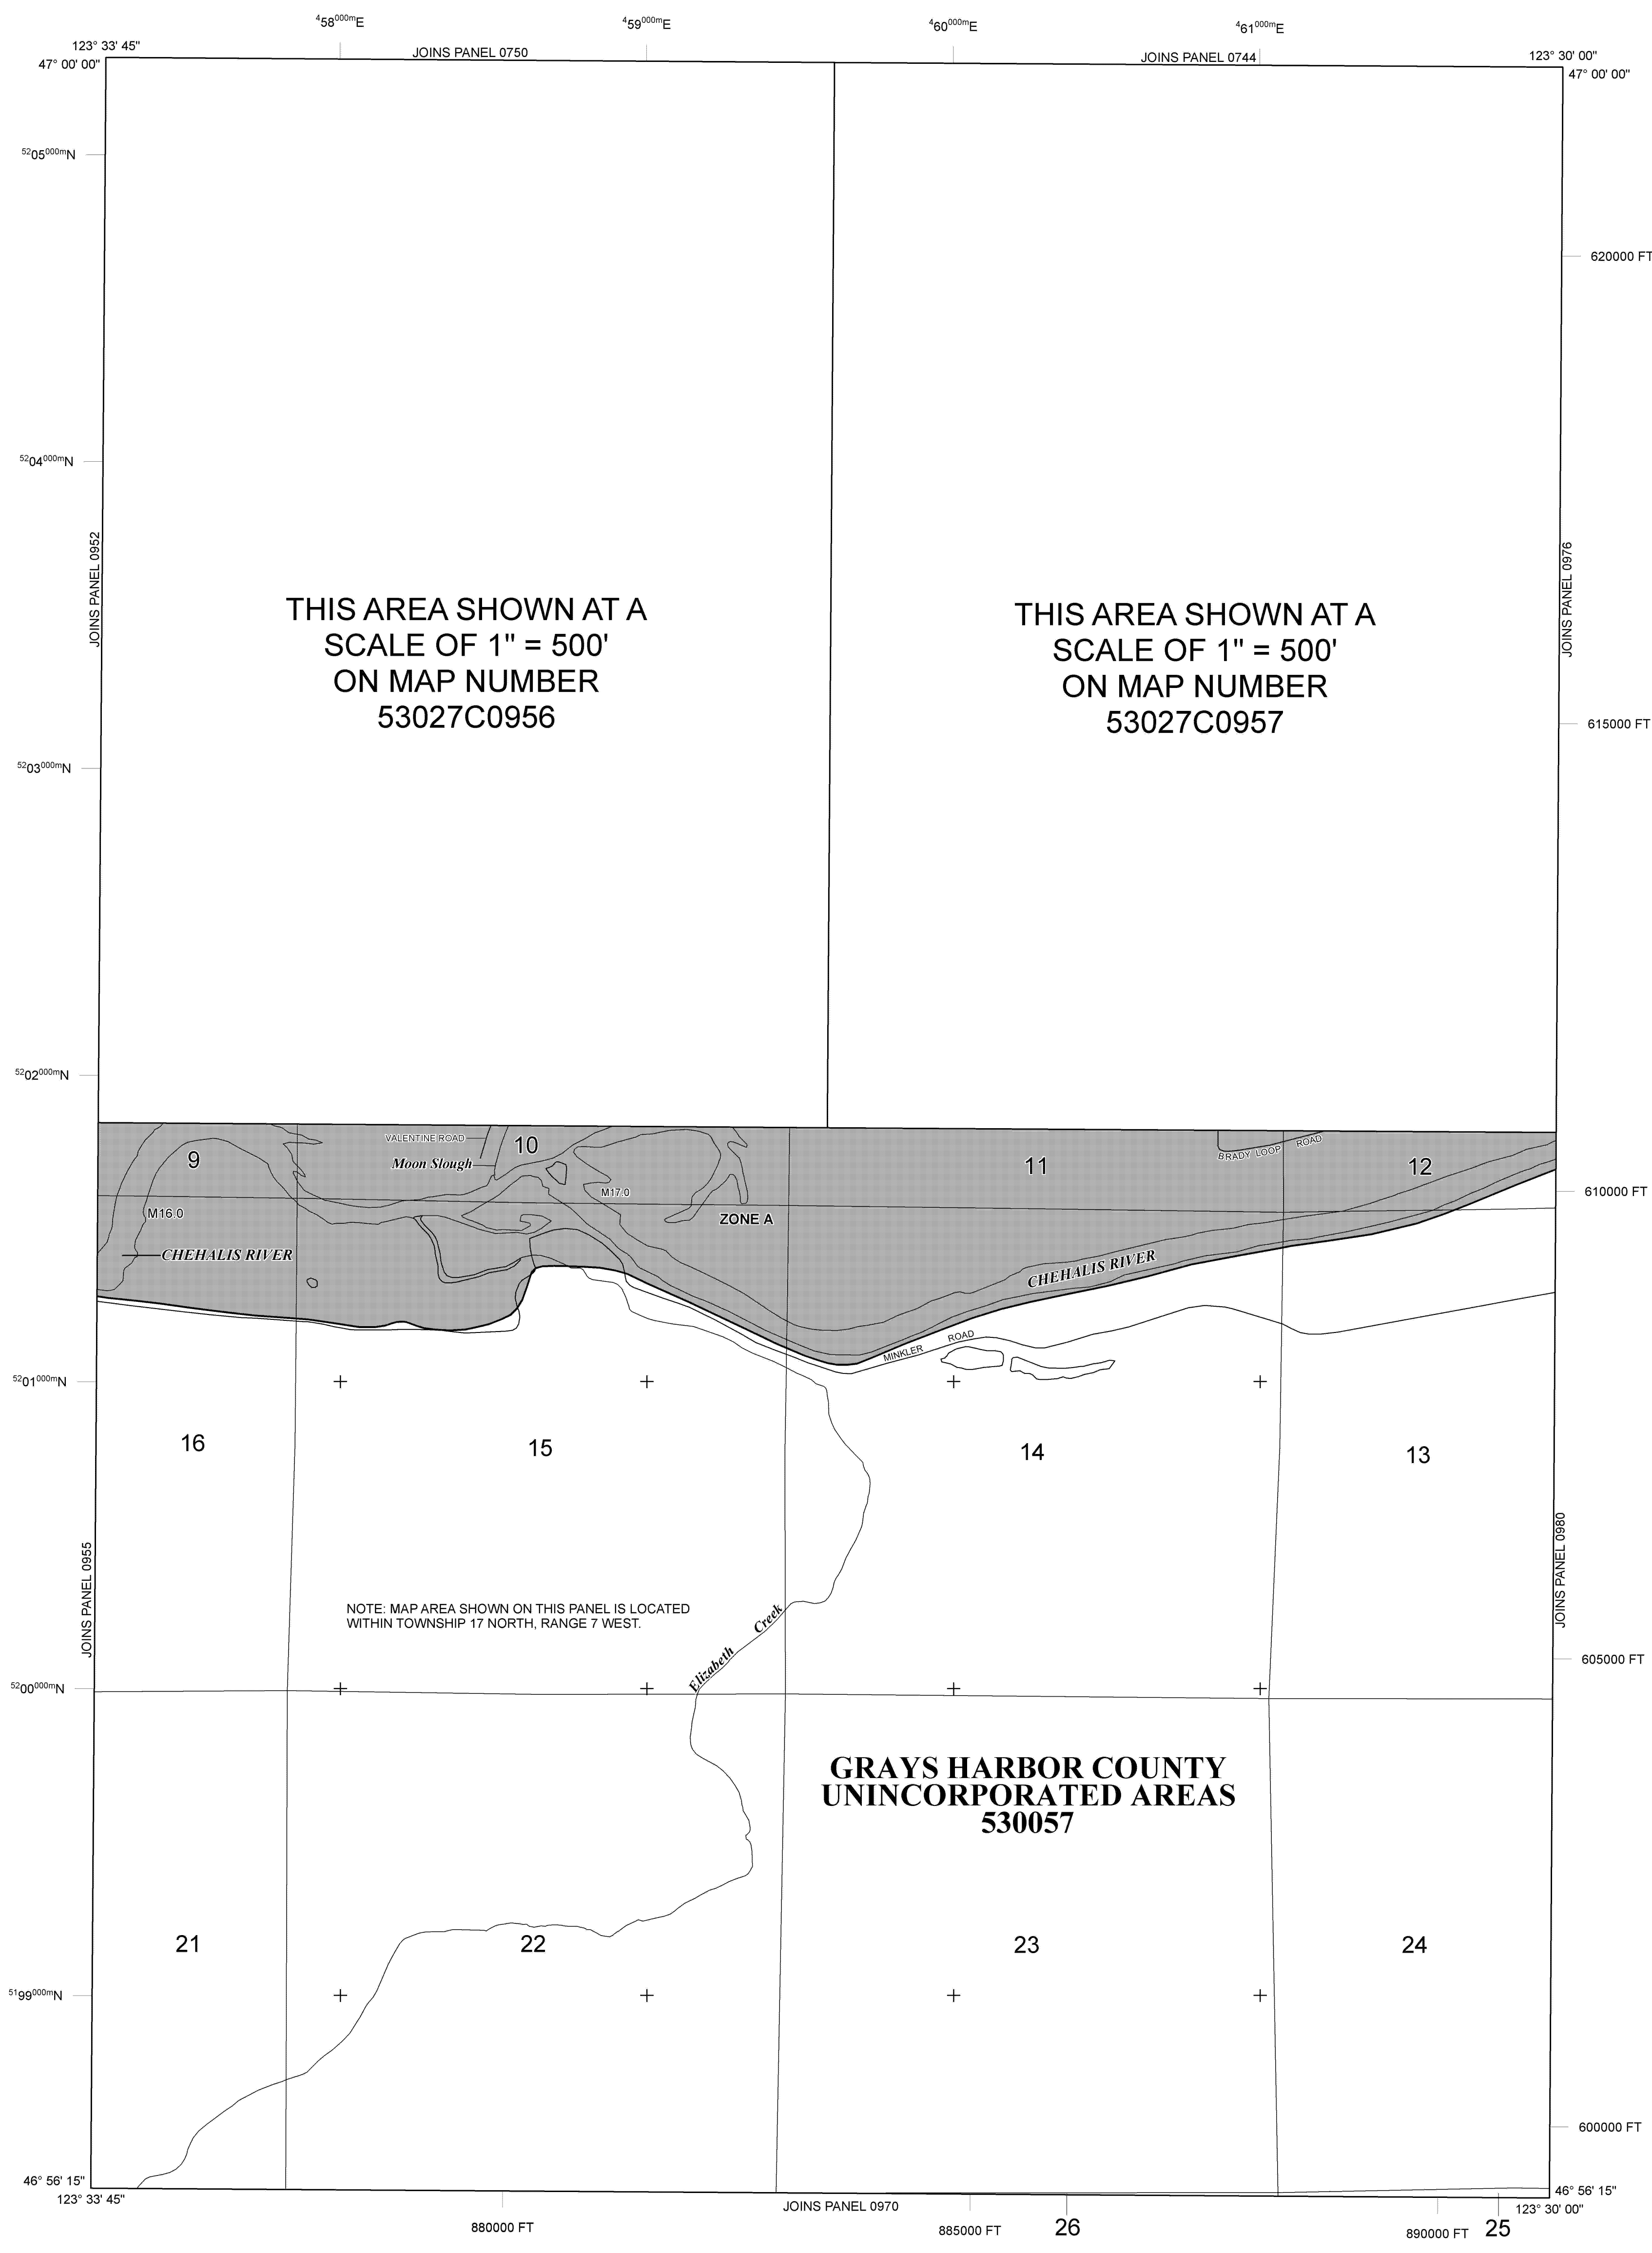 458000mE
459000mE
460000mE
461000mE
123° 33' 45"
JOINS PANEL 0750
JOINS PANEL 0744
123° 30' 00"
47° 00' 00"
47° 00' 00"
5205000mN
620000 FT
5204000mN
JOINS PANEL 0952
JOINS PANEL 0976
THIS AREA SHOWN AT A
SCALE OF 1" = 500'
ON MAP NUMBER
53027C0956
THIS AREA SHOWN AT A
SCALE OF 1" = 500'
ON MAP NUMBER
53027C0957
615000 FT
5203000mN
5202000mN
VALENTINE ROAD
10
Moon Slough
9
11
BRADY LOOP ROAD
12
M17.0
610000 FT
M16.0
ZONE A
CHEHALIS RIVER
CHEHALIS RIVER
MINKLER ROAD
5201000mN
16
15
14
13
JOINS PANEL 0955
JOINS PANEL 0980
NOTE: MAP AREA SHOWN ON THIS PANEL IS LOCATED
WITHIN TOWNSHIP 17 NORTH, RANGE 7 WEST.
Elizabeth Creek
605000 FT
5200000mN
GRAYS HARBOR COUNTY
UNINCORPORATED AREAS
530057
21
22
23
24
5199000mN
600000 FT
46° 56' 15"
46° 56' 15"
123° 33' 45"
JOINS PANEL 0970
123° 30' 00"
880000 FT
885000 FT
26
890000 FT
25